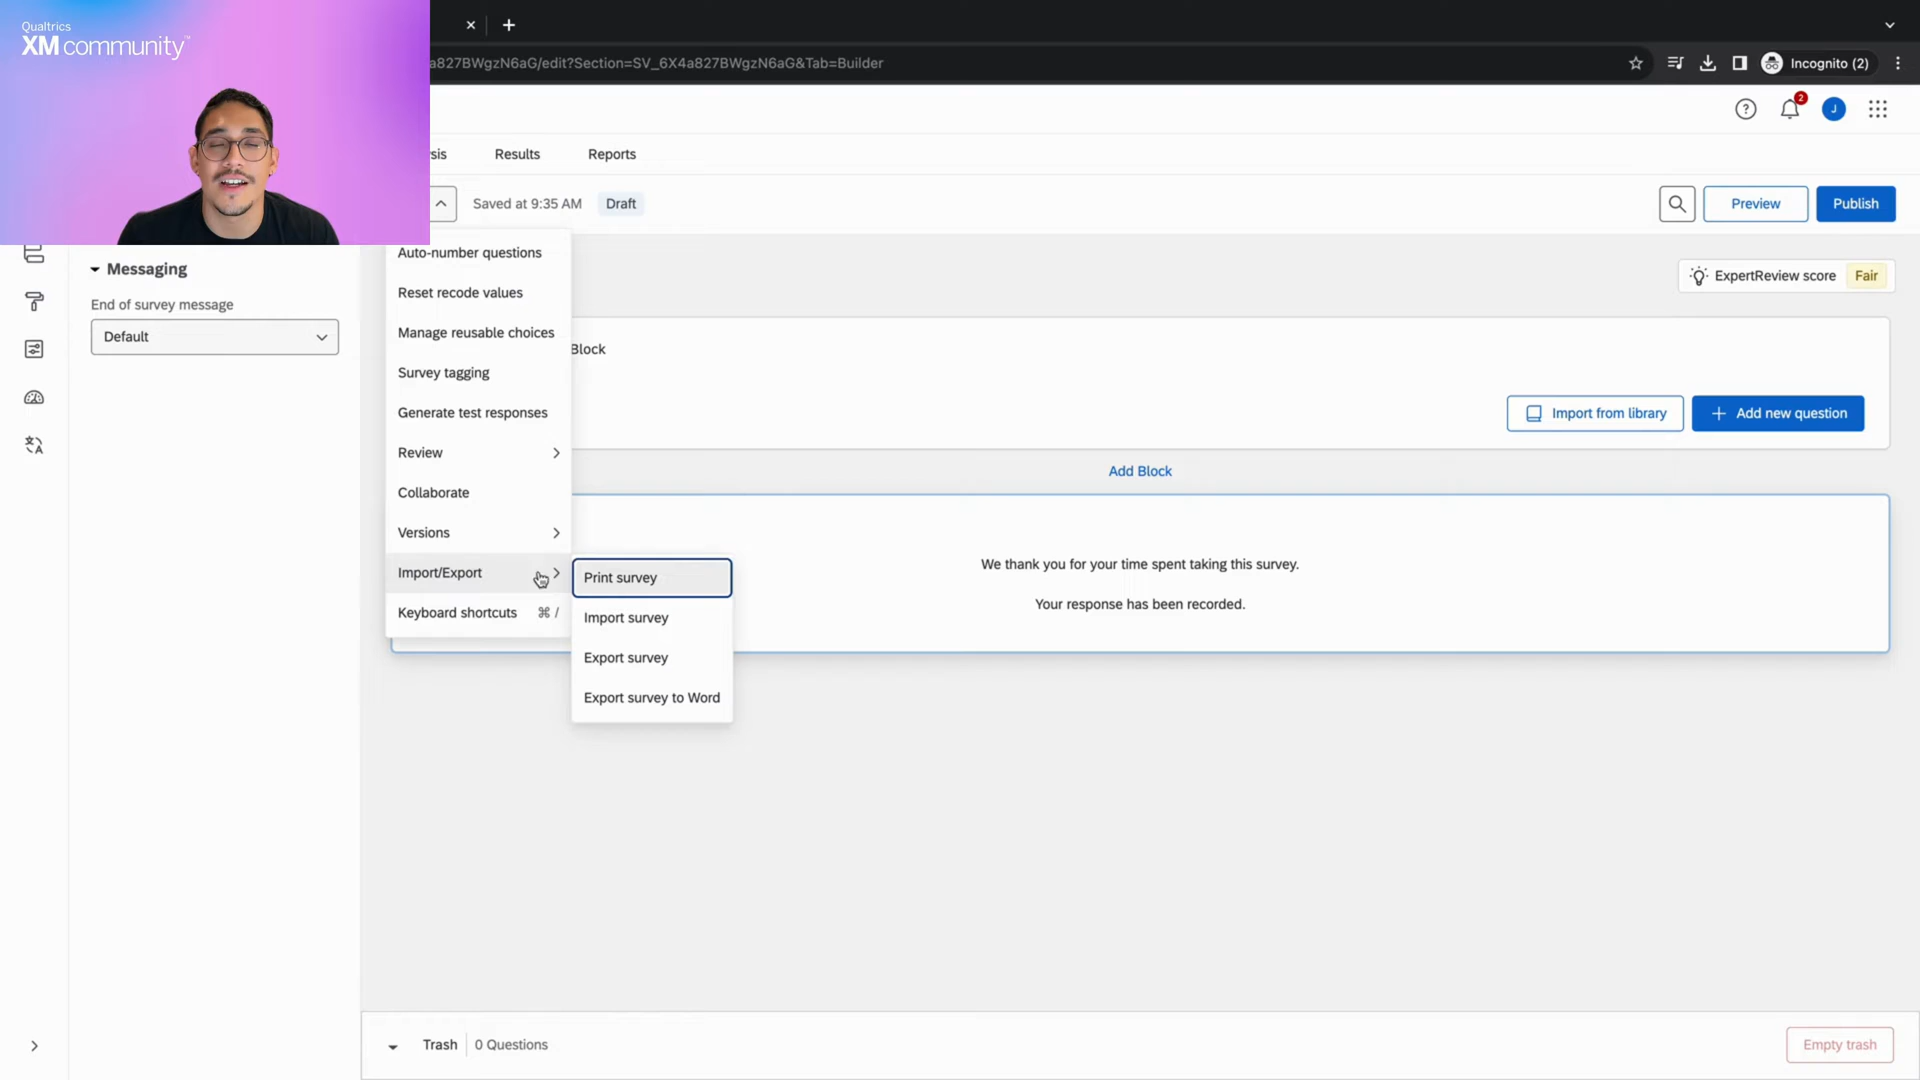 Qualtrics
XM community™
a827BWgzN6aG/edit?Section=SV_6X4a827BWgzN6aG&Tab=Builder
Incognito (2)
2
J
sis
Results
Reports
Saved at 9:35 AM
Draft
Preview
Publish
Messaging
End of survey message
Default
Auto-number questions
Reset recode values
Manage reusable choices
Survey tagging
Generate test responses
Review
Collaborate
Versions
Import/Export
Keyboard shortcuts ⌘ /
Print survey
Import survey
Export survey
Export survey to Word
ExpertReview score Fair
Block
Import from library
Add new question
Add Block
We thank you for your time spent taking this survey.
Your response has been recorded.
Trash
0 Questions
Empty trash